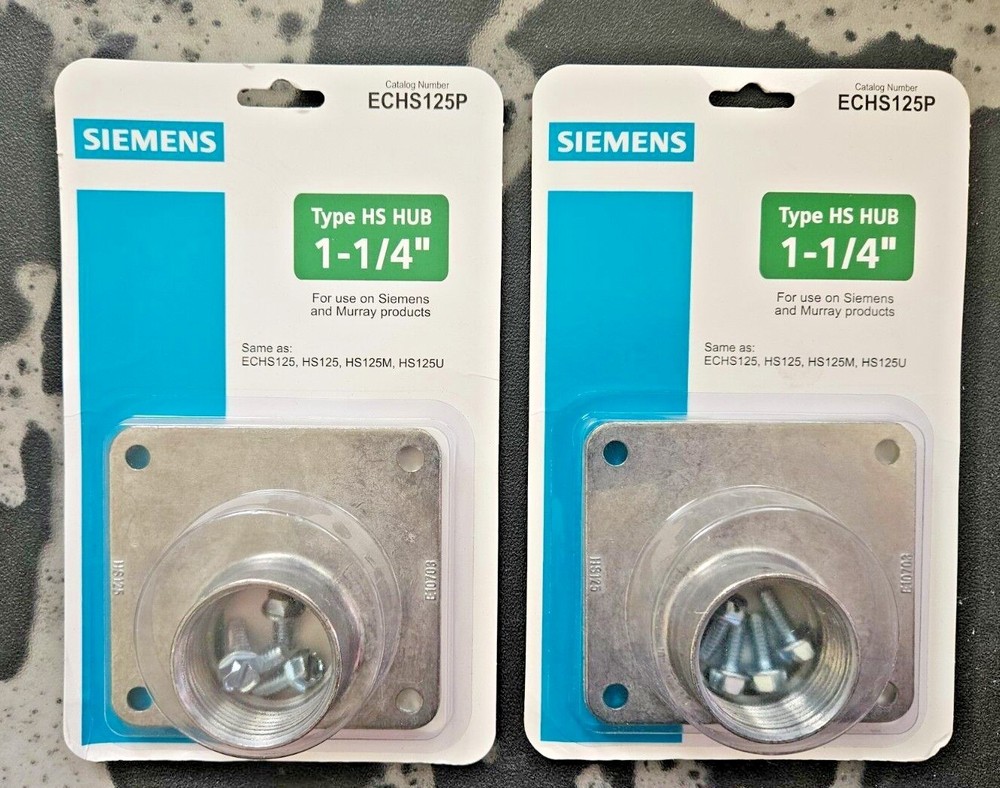 Catalog Number
ECHS125P
SIEMENS
Type HS HUB
1-1/4"
For use on Siemens
and Murray products
Same as:
ECHS125, HS125, HS125M, HS125U
HS125
Catalog Number
ECHS125P
SIEMENS
Type HS HUB
1-1/4"
For use on Siemens
and Murray products
Same as:
ECHS125, HS125, HS125M, HS125U
HS125